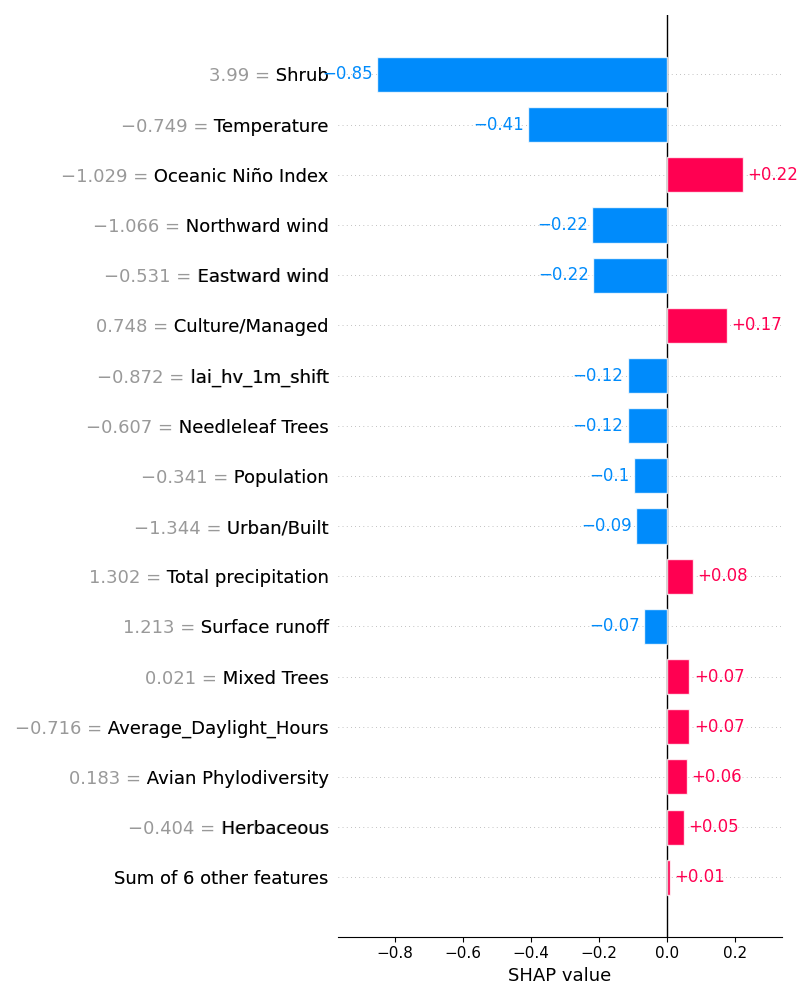 3.99 = Shrub −0.85
−0.749 = Temperature −0.41
−1.029 = Oceanic Niño Index +0.22
−1.066 = Northward wind −0.22
−0.531 = Eastward wind −0.22
0.748 = Culture/Managed +0.17
−0.872 = lai_hv_1m_shift −0.12
−0.607 = Needleleaf Trees −0.12
−0.341 = Population −0.1
−1.344 = Urban/Built −0.09
1.302 = Total precipitation +0.08
1.213 = Surface runoff −0.07
0.021 = Mixed Trees +0.07
−0.716 = Average_Daylight_Hours +0.07
0.183 = Avian Phylodiversity +0.06
−0.404 = Herbaceous +0.05
Sum of 6 other features +0.01
−0.8 −0.6 −0.4 −0.2 0.0 0.2
SHAP value